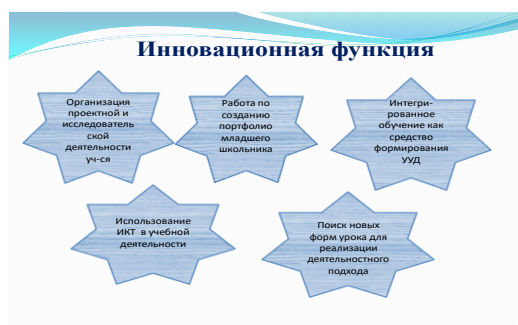 Инновационная функция
Организация
проектной и
исследователь
ской
деятельности
уч-ся
Работа по
созданию
портфолио
младшего
школьника
Интегри-
рованное
обучение как
средство
формирования
УУД
Использование
ИКТ в учебной
деятельности
Поиск новых
форм урока для
реализации
деятельностного
подхода